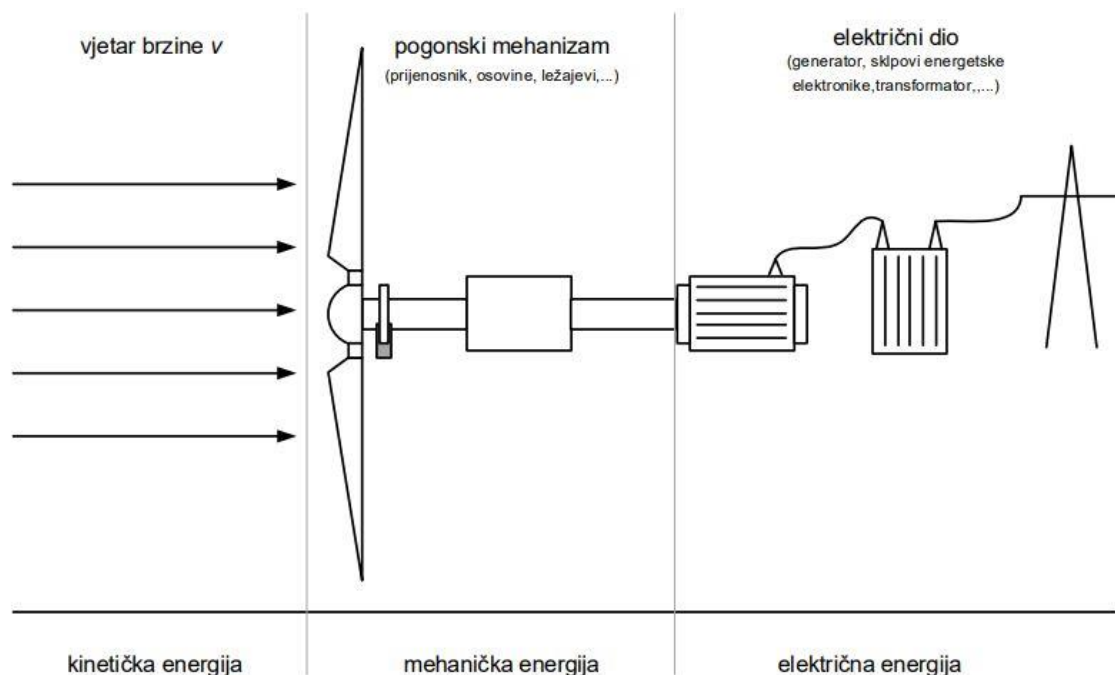 vjetar brzine v
pogonski mehanizam
(prijenosnik, osovine, ležajevi,...)
električni dio
(generator, sklpovi energetske
elektronike,transformator,,...)
kinetička energija
mehanička energija
električna energija